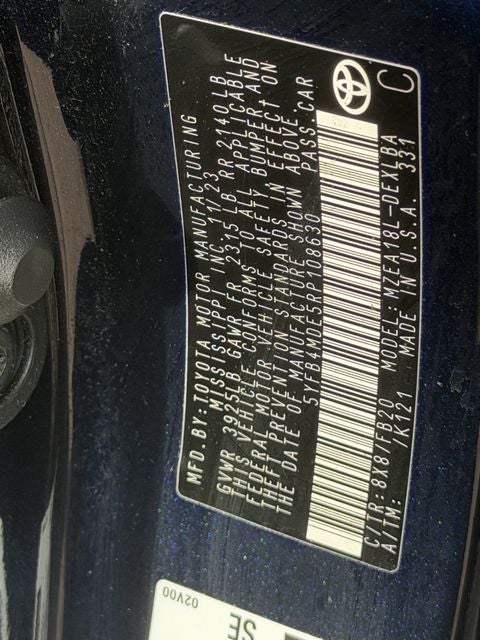 MFD. BY: TOYOTA MOTOR MANUFACTURING
MISSISSIPPI, INC. 11/23
GVWR 3925LB GAWR FR 2315 LB RR 2140 LB
THIS VEHICLE CONFORMS TO ALL APPLICABLE
FEDERAL MOTOR VEHICLE SAFETY, BUMPER AND
THEFT PREVENTION STANDARDS IN EFFECT ON
THE DATE OF MANUFACTURE SHOWN ABOVE.
5YFB4MDE5RP108630 PASS. CAR
C/TR: 8X8/FB20 MODEL: MZEA18L-DEXLBA
A/TM: /K121 MADE IN U.S.A. 331
C
02V00
SE